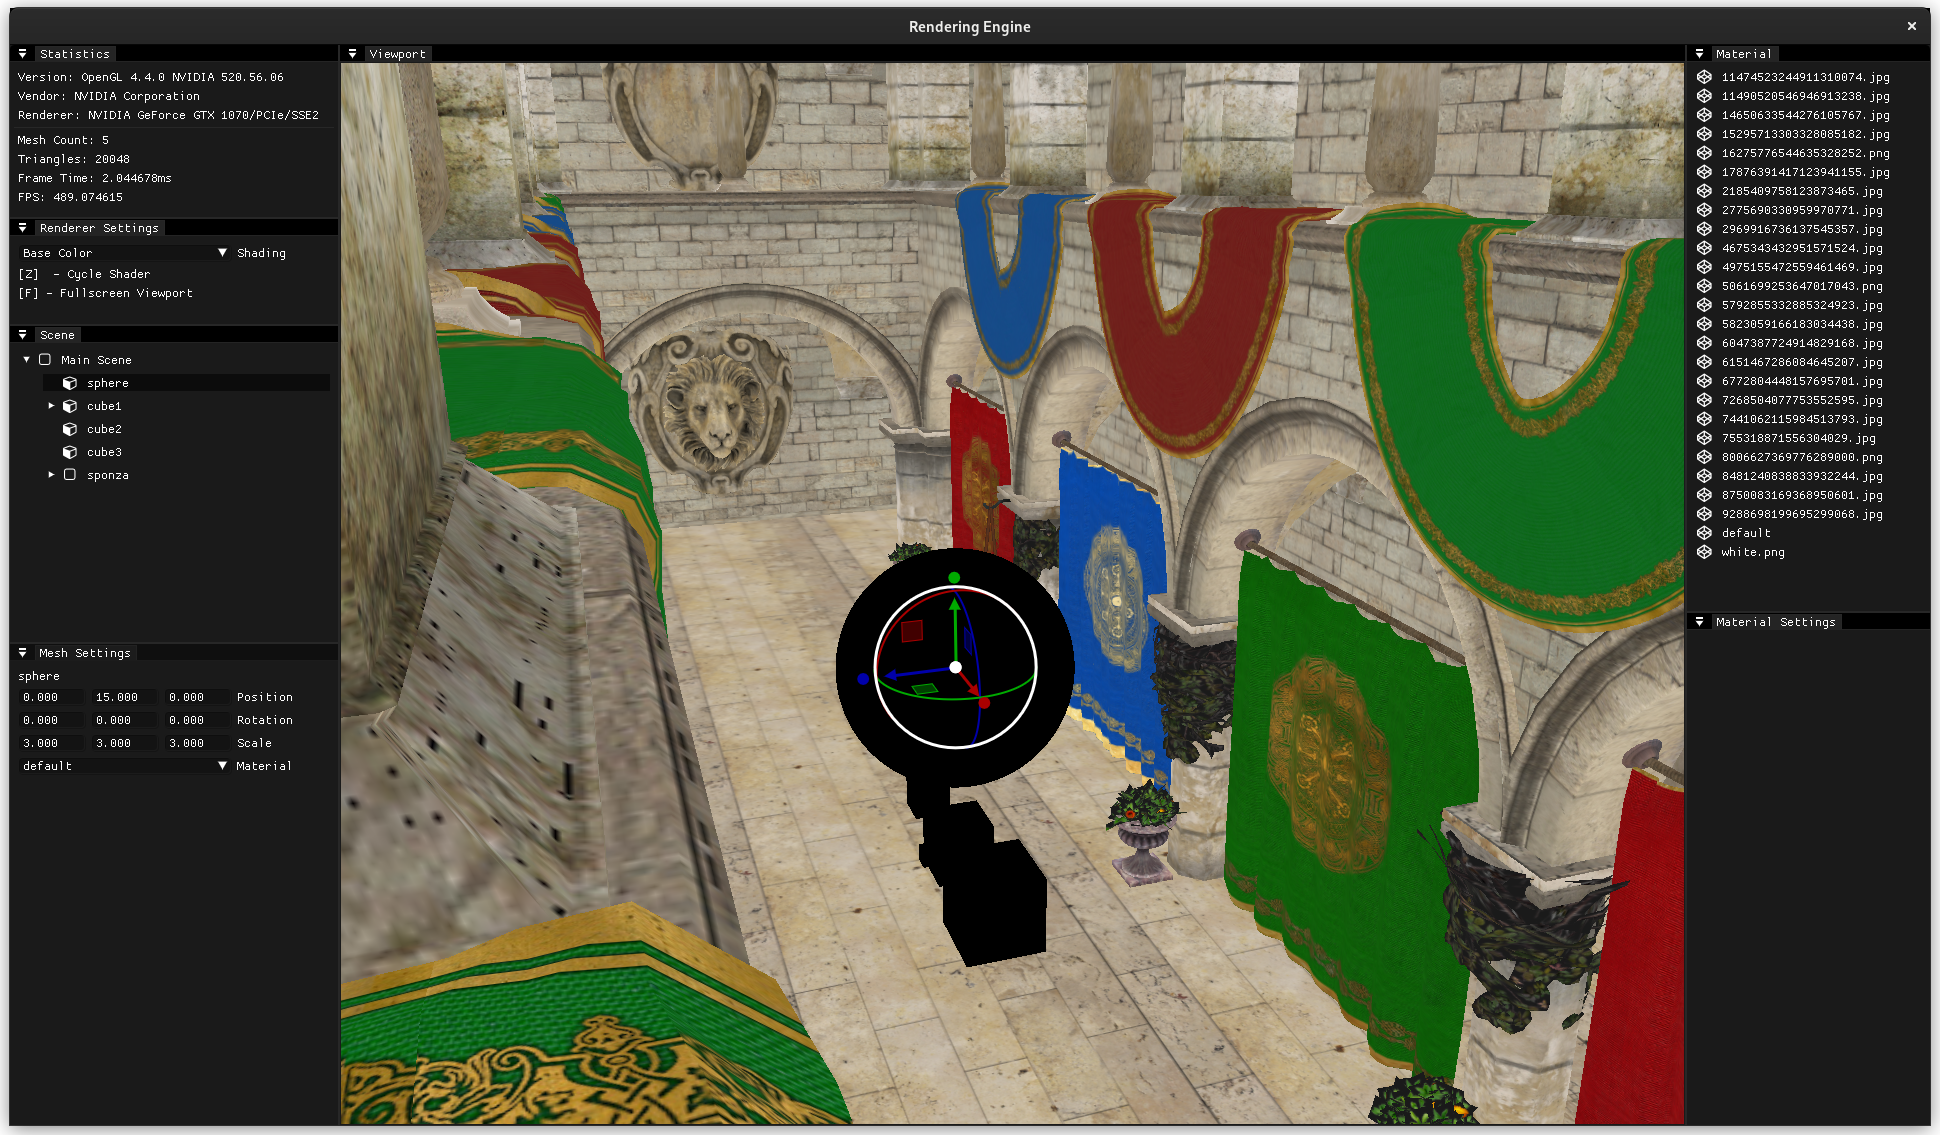 Rendering Engine
Statistics
Version: OpenGL 4.4.0 NVIDIA 520.56.06
Vendor: NVIDIA Corporation
Renderer: NVIDIA GeForce GTX 1070/PCIe/SSE2
Mesh Count: 5
Triangles: 20048
Frame Time: 2.044678ms
FPS: 489.074615
Renderer Settings
Base Color Shading
[Z] - Cycle Shader
[F] - Fullscreen Viewport
Scene
Main Scene
sphere
cube1
cube2
cube3
sponza
Mesh Settings
sphere
0.000 15.000 0.000 Position
0.000 0.000 0.000 Rotation
3.000 3.000 3.000 Scale
default Material
Viewport
Material
11474523244911310074.jpg
11490520546946913238.jpg
14650633544276105767.jpg
15295713303328085182.jpg
16275776544635328252.png
17876391417123941155.jpg
2185409758123873465.jpg
2775690330959970771.jpg
2969916736137545357.jpg
4675343432951571524.jpg
4975155472559461469.jpg
5061699253647017043.png
5792855332885324923.jpg
5823059166183034438.jpg
6047387724914829168.jpg
6151467286084645207.jpg
6772804448157695701.jpg
7268504077753552595.jpg
7441062115984513793.jpg
755318871556304029.jpg
8006627369776289000.png
8481240838833932244.jpg
8750083169368950601.jpg
9288698199695299068.jpg
default
white.png
Material Settings